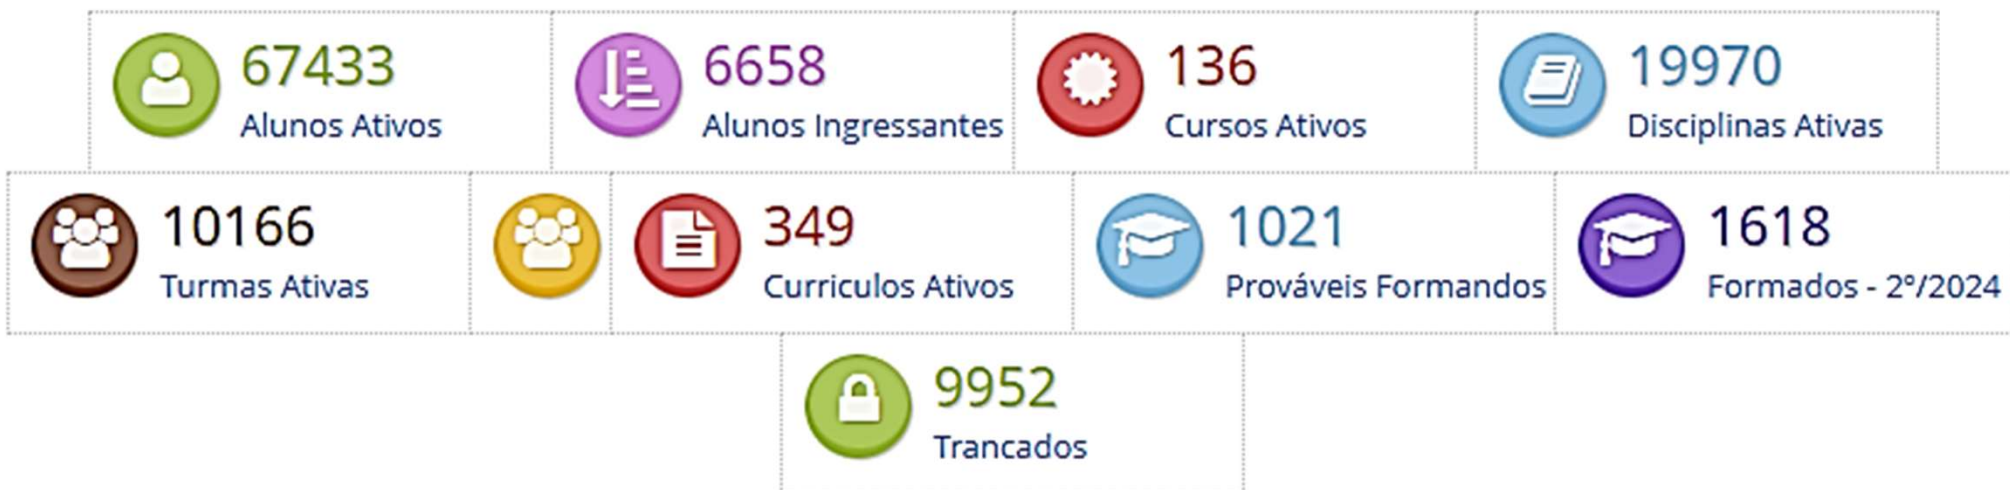 67433
Alunos Ativos
6658
Alunos Ingressantes
136
Cursos Ativos
19970
Disciplinas Ativas
10166
Turmas Ativas
349
Curriculos Ativos
1021
Prováveis Formandos
1618
Formados - 2º/2024
9952
Trancados